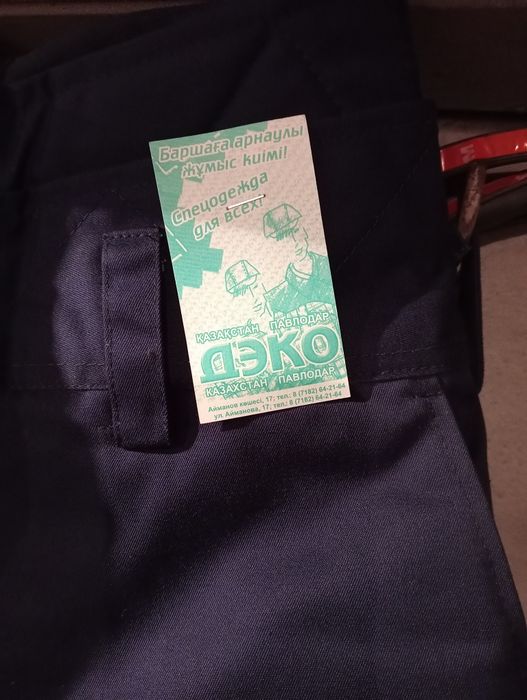 Баршаға арнаулы
жұмыс киімі!
Спецодежда
для всех!
ҚАЗАҚСТАН ПАВЛОДАР
ДЭКО
КАЗАХСТАН ПАВЛОДАР
Айманов көшесі, 17; тел.: 8 (7182) 64-21-64
ул. Айманова, 17; тел.: 8 (7182) 64-21-64